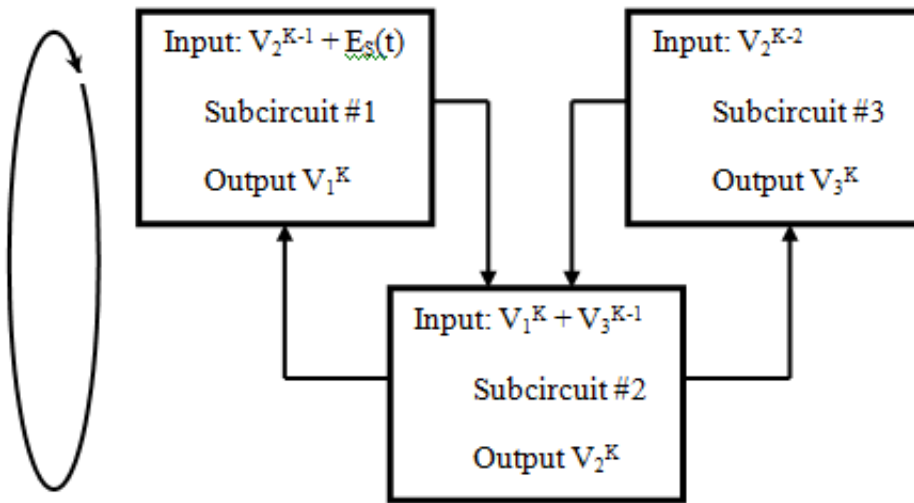 Input: V₂ᴷ⁻¹ + E_S(t)
Subcircuit #1
Output V₁ᴷ
Input: V₂ᴷ⁻²
Subcircuit #3
Output V₃ᴷ
Input: V₁ᴷ + V₃ᴷ⁻¹
Subcircuit #2
Output V₂ᴷ